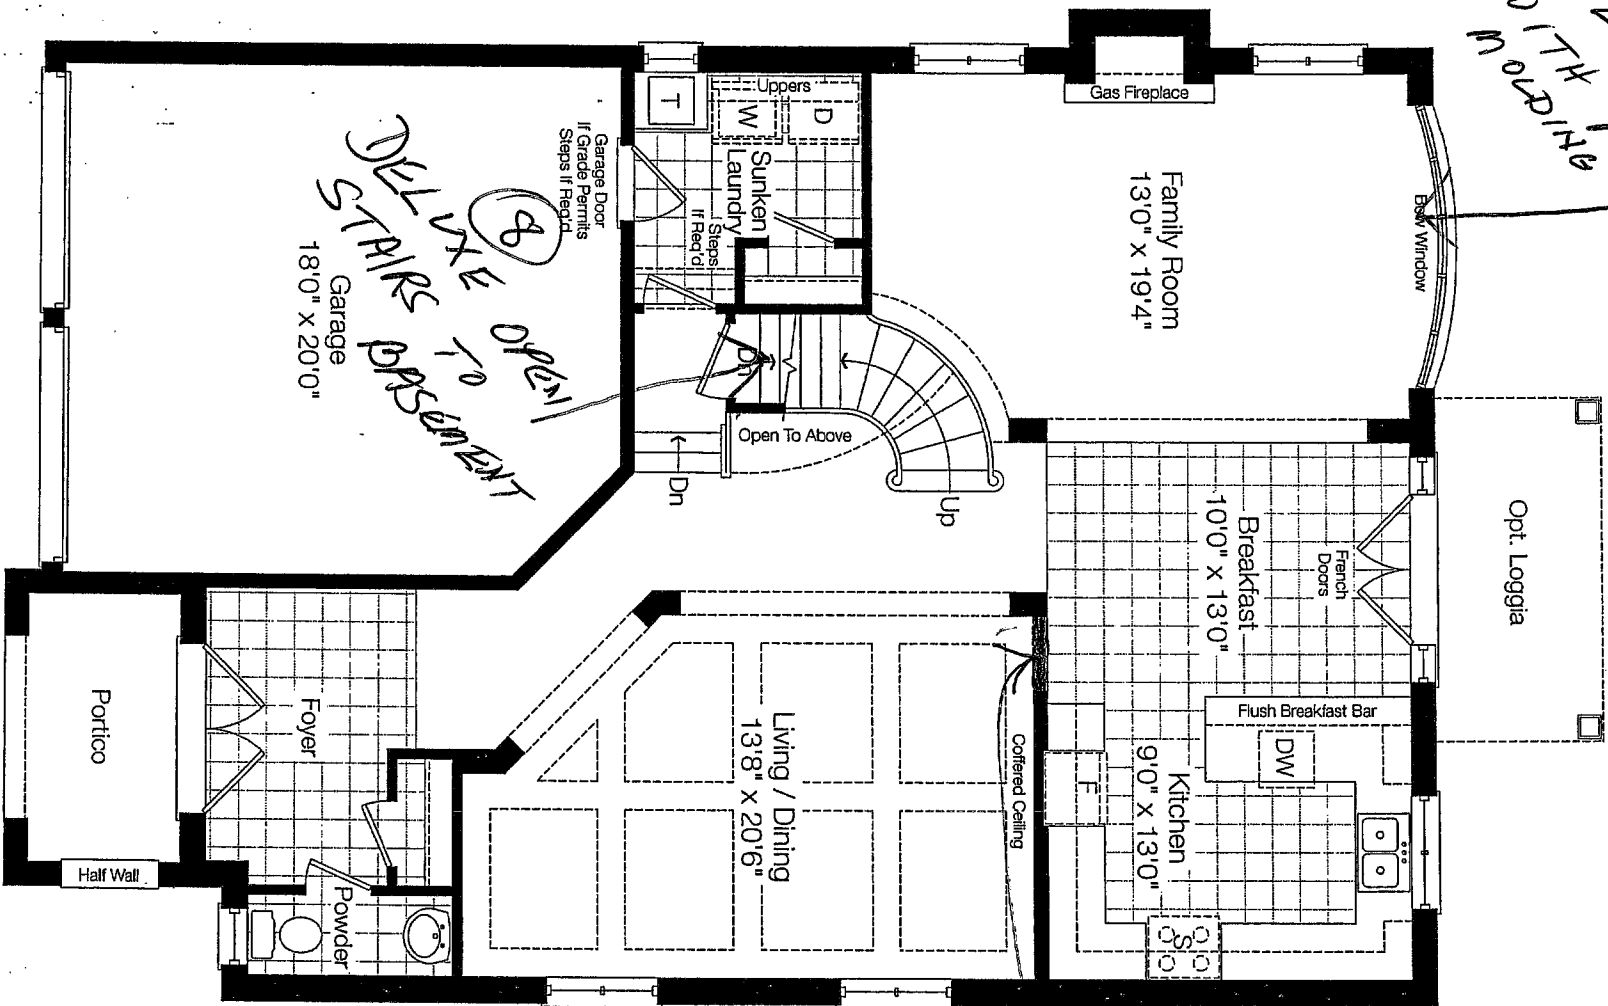 Gas Fireplace
Family Room
13'0" x 19'4"
Bow Window
Uppers
T
W
D
Sunken
Laundry
Steps
If Req'd
Garage Door
If Grade Permits
Steps If Req'd
Garage
18'0" x 20'0"
8
DELUXE OPEN
STAIRS TO
BASEMENT
Dn
Open To Above
Dn
Up
Breakfast
10'0" x 13'0"
French
Doors
Opt. Loggia
Flush Breakfast Bar
DW
Kitchen
9'0" x 13'0"
F
S
Coffered Ceiling
Living / Dining
13'8" x 20'6"
Foyer
Portico
Half Wall
Powder
MOLDING